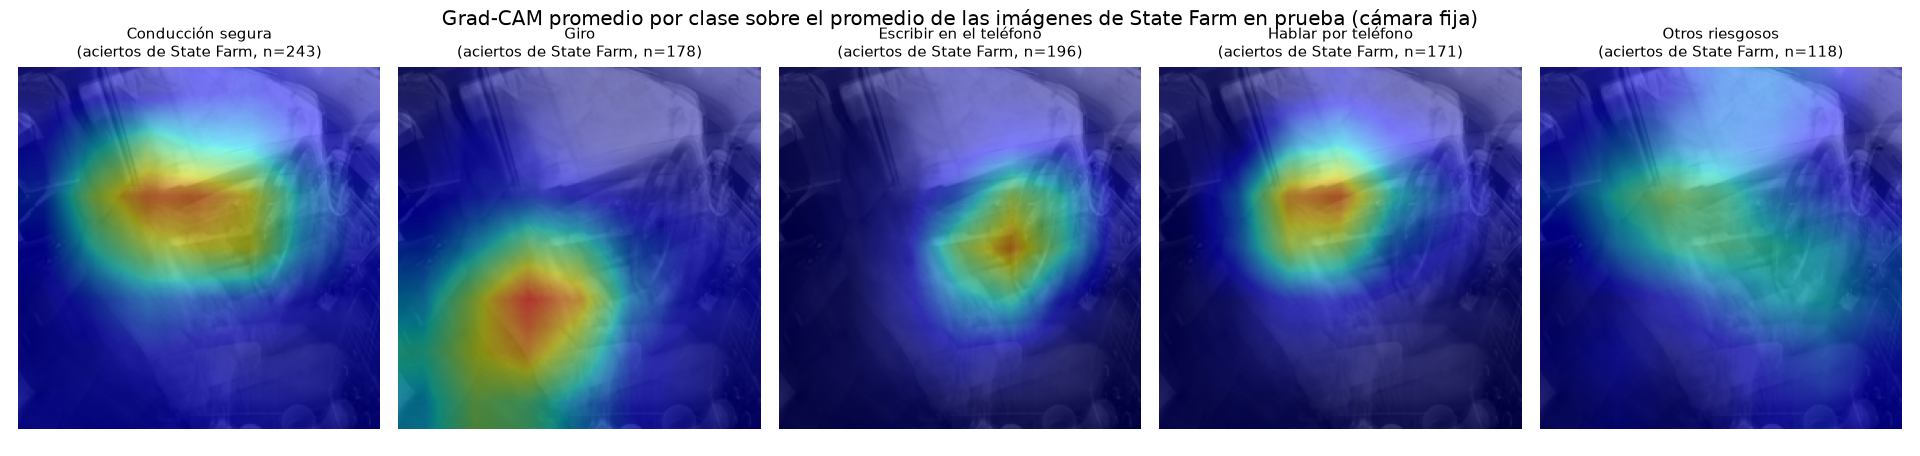 Grad-CAM promedio por clase sobre el promedio de las imágenes de State Farm en prueba (cámara fija)
Conducción segura
(aciertos de State Farm, n=243)
Giro
(aciertos de State Farm, n=178)
Escribir en el teléfono
(aciertos de State Farm, n=196)
Hablar por teléfono
(aciertos de State Farm, n=171)
Otros riesgosos
(aciertos de State Farm, n=118)